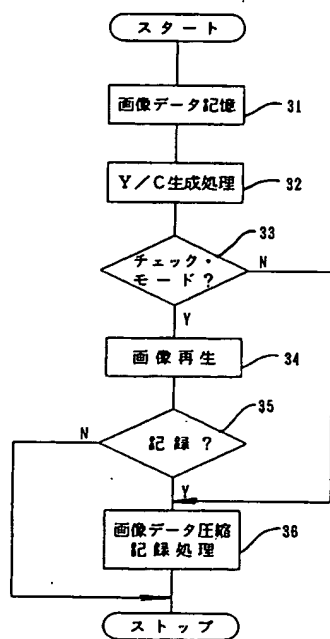 スタート
画像データ記憶 31
Y/C生成処理 32
33
チェック・
モード? N
Y
画像再生 34
35
N 記録?
Y
画像データ圧縮
記録処理 36
ストップ